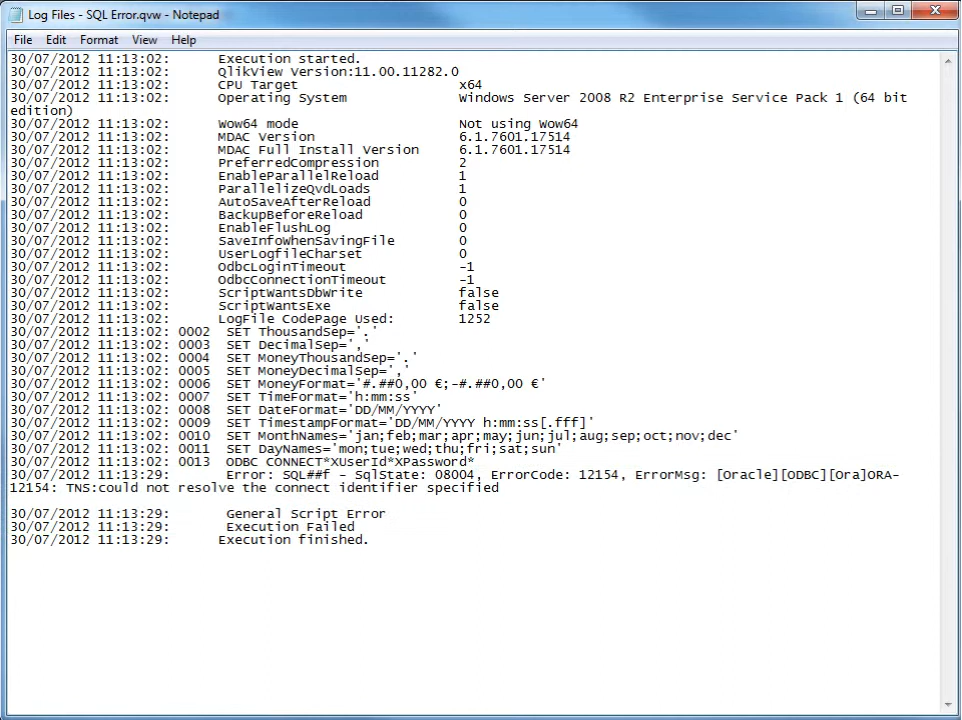 Log Files - SQL Error.qvw - Notepad
File Edit Format View Help
30/07/2012 11:13:02: Execution started.
30/07/2012 11:13:02: QlikView Version:11.00.11282.0
30/07/2012 11:13:02: CPU Target x64
30/07/2012 11:13:02: Operating System Windows Server 2008 R2 Enterprise Service Pack 1 (64 bit
edition)
30/07/2012 11:13:02: Wow64 mode Not using Wow64
30/07/2012 11:13:02: MDAC Version 6.1.7601.17514
30/07/2012 11:13:02: MDAC Full Install Version 6.1.7601.17514
30/07/2012 11:13:02: PreferredCompression 2
30/07/2012 11:13:02: EnableParallelReload 1
30/07/2012 11:13:02: ParallelizeQvdLoads 1
30/07/2012 11:13:02: AutoSaveAfterReload 0
30/07/2012 11:13:02: BackupBeforeReload 0
30/07/2012 11:13:02: EnableFlushLog 0
30/07/2012 11:13:02: SaveInfoWhenSavingFile 0
30/07/2012 11:13:02: UserLogfileCharset 0
30/07/2012 11:13:02: OdbcLoginTimeout -1
30/07/2012 11:13:02: OdbcConnectionTimeout -1
30/07/2012 11:13:02: ScriptWantsDbWrite false
30/07/2012 11:13:02: ScriptWantsExe false
30/07/2012 11:13:02: LogFile CodePage Used: 1252
30/07/2012 11:13:02: 0002 SET ThousandSep='.'
30/07/2012 11:13:02: 0003 SET DecimalSep=','
30/07/2012 11:13:02: 0004 SET MoneyThousandSep='.'
30/07/2012 11:13:02: 0005 SET MoneyDecimalSep=','
30/07/2012 11:13:02: 0006 SET MoneyFormat='#.##0,00 €;-#.##0,00 €'
30/07/2012 11:13:02: 0007 SET TimeFormat='h:mm:ss'
30/07/2012 11:13:02: 0008 SET DateFormat='DD/MM/YYYY'
30/07/2012 11:13:02: 0009 SET TimestampFormat='DD/MM/YYYY h:mm:ss[.fff]'
30/07/2012 11:13:02: 0010 SET MonthNames='jan;feb;mar;apr;may;jun;jul;aug;sep;oct;nov;dec'
30/07/2012 11:13:02: 0011 SET DayNames='mon;tue;wed;thu;fri;sat;sun'
30/07/2012 11:13:02: 0013 ODBC CONNECT*XUserId*XPassword*
30/07/2012 11:13:29: Error: SQL##f - SqlState: 08004, ErrorCode: 12154, ErrorMsg: [Oracle][ODBC][Ora]ORA-
12154: TNS:could not resolve the connect identifier specified
30/07/2012 11:13:29: General Script Error
30/07/2012 11:13:29: Execution Failed
30/07/2012 11:13:29: Execution finished.